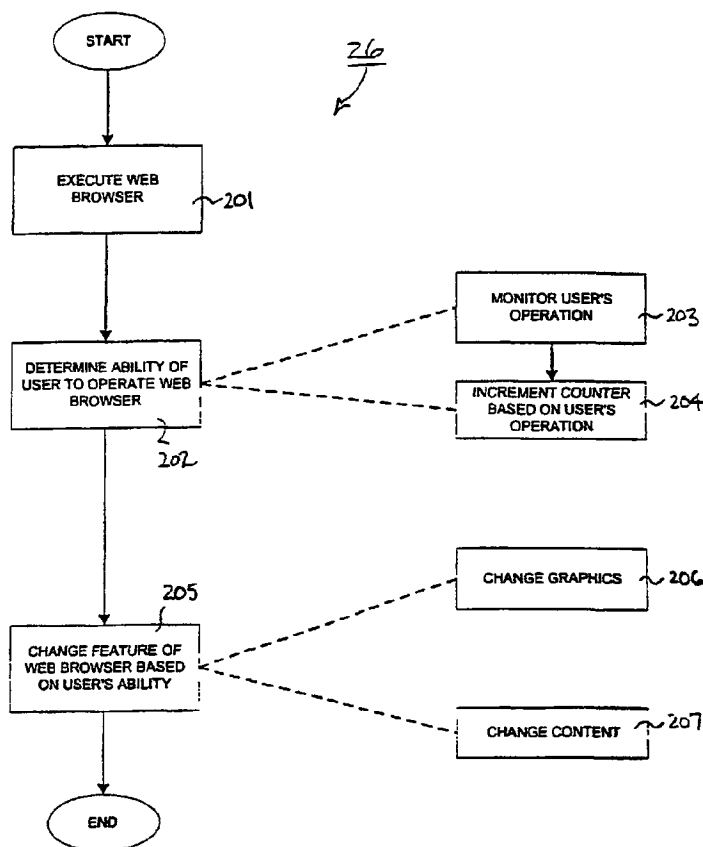 START
26
EXECUTE WEB
BROWSER
201
MONITOR USER'S
OPERATION
203
DETERMINE ABILITY OF
USER TO OPERATE WEB
BROWSER
202
INCREMENT COUNTER
BASED ON USER'S
OPERATION
204
205
CHANGE GRAPHICS
206
CHANGE FEATURE OF
WEB BROWSER BASED
ON USER'S ABILITY
CHANGE CONTENT
207
END